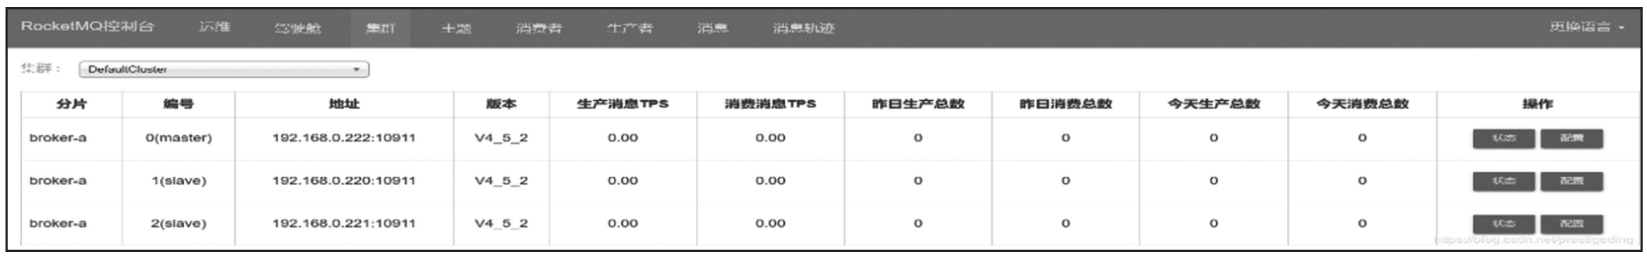 RocketMQ控制台 运维 驾驶舱 集群 主题 消费者 生产者 消息 消息轨迹 更换语言
集群： DefaultCluster
分片 编号 地址 版本 生产消息TPS 消费消息TPS 昨日生产总数 昨日消费总数 今天生产总数 今天消费总数 操作
broker-a 0(master) 192.168.0.222:10911 V4_5_2 0.00 0.00 0 0 0 0 状态 配置
broker-a 1(slave) 192.168.0.220:10911 V4_5_2 0.00 0.00 0 0 0 0 状态 配置
broker-a 2(slave) 192.168.0.221:10911 V4_5_2 0.00 0.00 0 0 0 0 状态 配置
https://blog.csdn.net/prestigeding